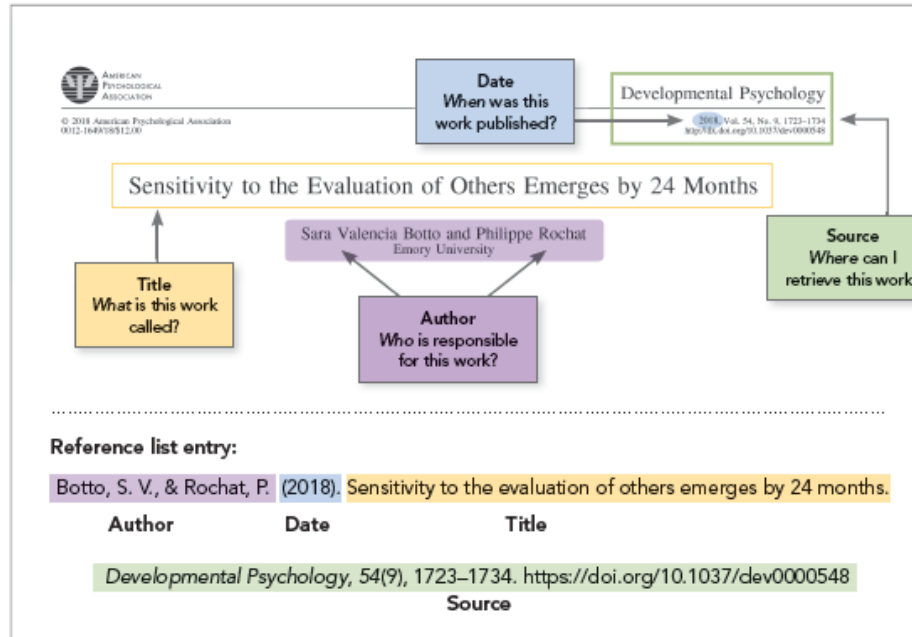 AMERICAN
PSYCHOLOGICAL
ASSOCIATION
© 2018 American Psychological Association
0012-1649/18/$12.00
Date
When was this
work published?
Developmental Psychology
2018, Vol. 54, No. 9, 1723–1734
http://dx.doi.org/10.1037/dev0000548
Sensitivity to the Evaluation of Others Emerges by 24 Months
Sara Valencia Botto and Philippe Rochat
Emory University
Source
Where can I
retrieve this work
Title
What is this work
called?
Author
Who is responsible
for this work?
Reference list entry:
Botto, S. V., & Rochat, P. (2018). Sensitivity to the evaluation of others emerges by 24 months.
Author Date Title
Developmental Psychology, 54(9), 1723–1734. https://doi.org/10.1037/dev0000548
Source